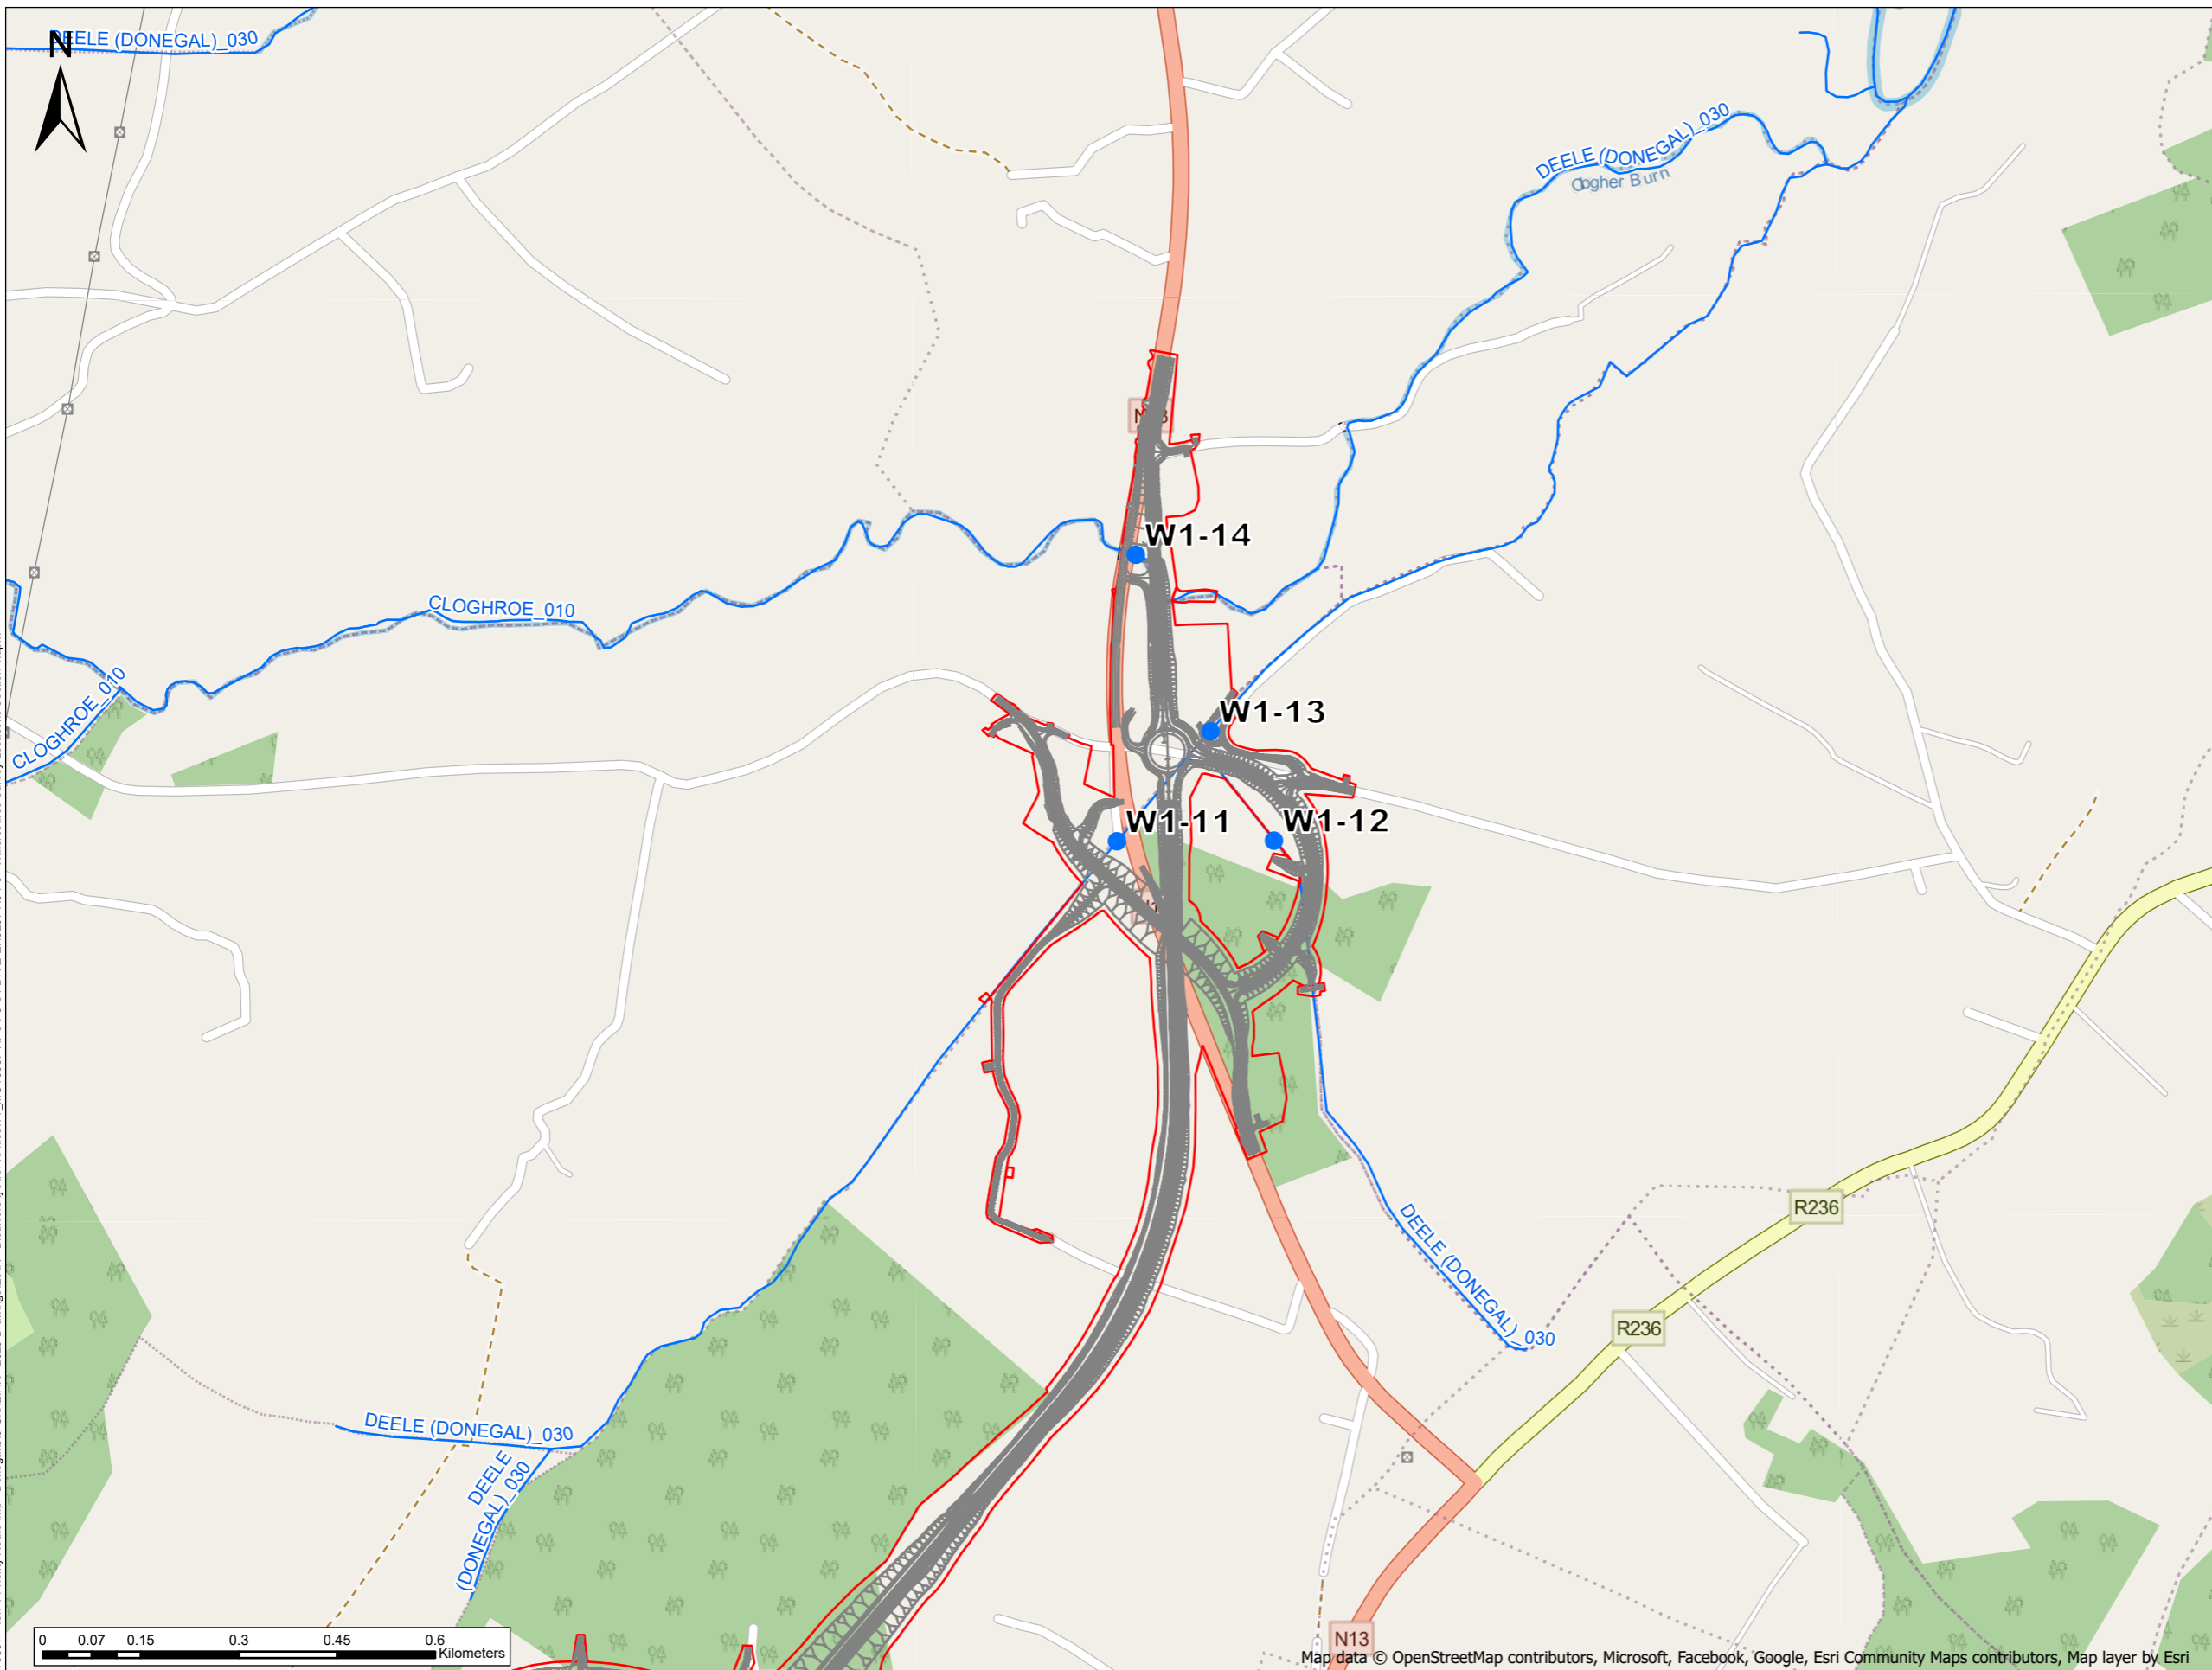 DEELE (DONEGAL)_030
N
DEELE (DONEGAL)_030
Clogher Burn
W1-14
CLOGHROE_010
CLOGHROE_010
W1-13
W1-11
W1-12
R236
DEELE (DONEGAL)_030
R236
DEELE (DONEGAL)_030
DEELE
(DONEGAL)_030
N13
0 0.07 0.15 0.3 0.45 0.6
Kilometers
Map data © OpenStreetMap contributors, Microsoft, Facebook, Google, Esri Community Maps contributors, Map layer by Esri